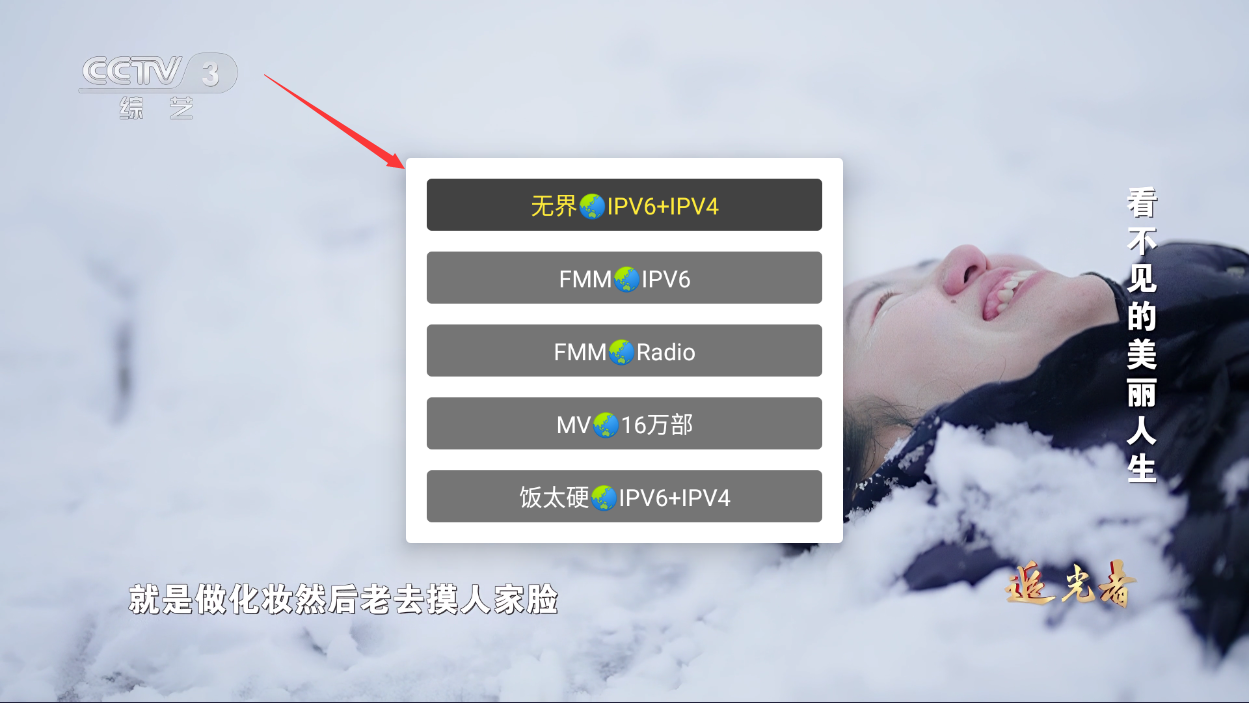 CCTV 3
综 艺
无界🌏IPV6+IPV4
FMM🌏IPV6
FMM🌏Radio
MV🌏16万部
饭太硬🌏IPV6+IPV4
看不见的美丽人生
追光者
就是做化妆然后老去摸人家脸